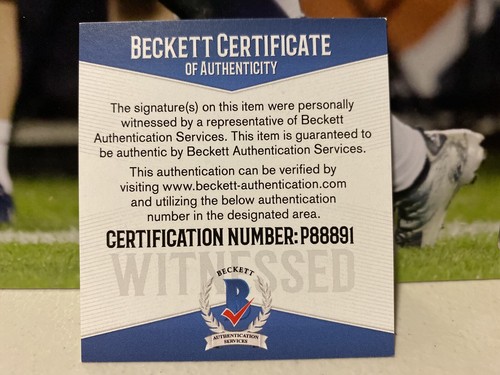 BECKETT CERTIFICATE
OF AUTHENTICITY
The signature(s) on this item were personally
witnessed by a representative of Beckett
Authentication Services. This item is guaranteed to
be authentic by Beckett Authentication Services.
This authentication can be verified by
visiting www.beckett-authentication.com
and utilizing the below authentication
number in the designated area.
CERTIFICATION NUMBER: P88891
WITNESSED
BECKETT
B
AUTHENTICATION
SERVICES